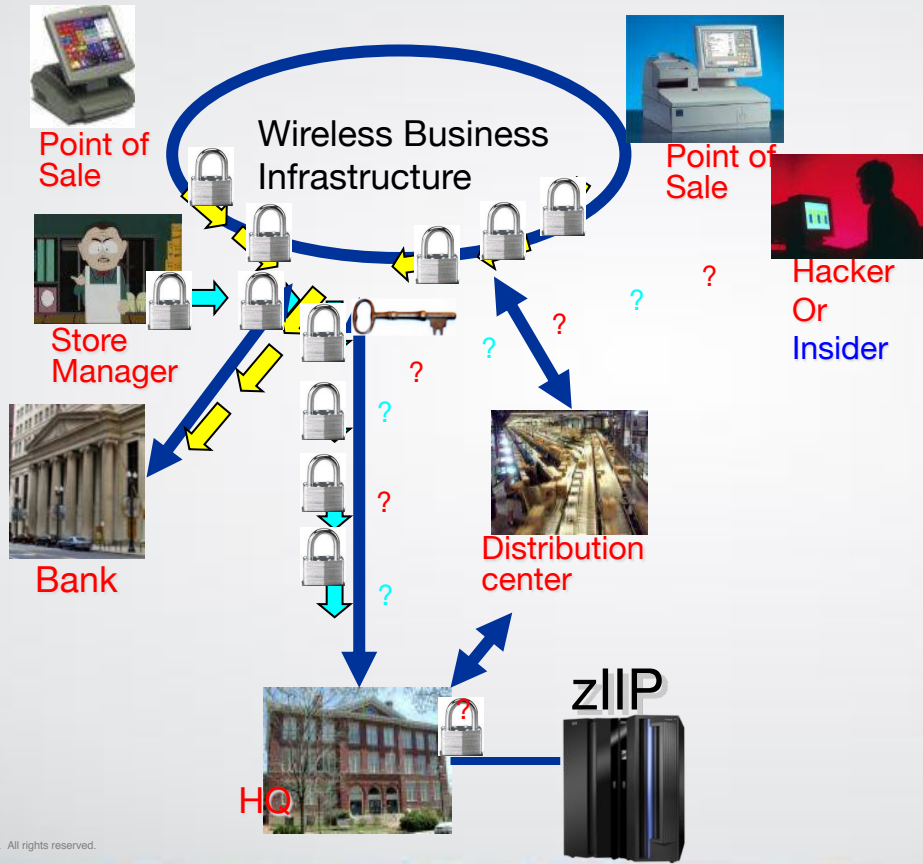 Point of
Sale
Wireless Business
Infrastructure
Point of
Sale
Hacker
Or
Insider
Store
Manager
?
?
?
?
?
?
?
?
Bank
Distribution
center
?
zIIP
HQ
All rights reserved.